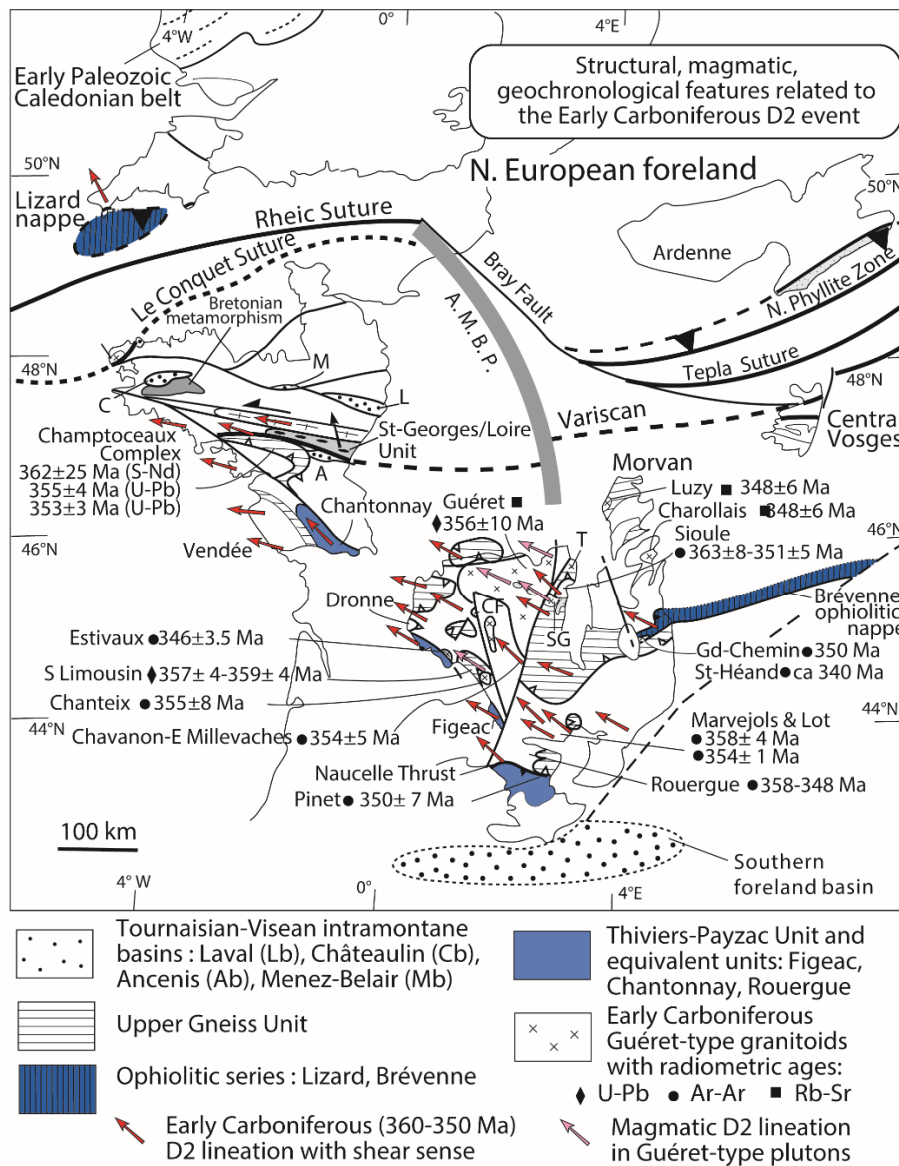 0°
4°W
4°E
Early Paleozoic
Caledonian belt
Structural, magmatic,
geochronological features related to
the Early Carboniferous D2 event
50°N
N. European foreland
50°N
Lizard
nappe
Rheic Suture
Ardenne
Le Conquet Suture
Bray Fault
N. Phyllite Zone
Bretonian
metamorphism
A. M. B. P.
48°N
M
Tepla Suture
48°N
C
L
Variscan
Central
Vosges
St-Georges/Loire
Unit
Champtoceaux
Complex
362±25 Ma (S-Nd)
355±4 Ma (U-Pb)
353±3 Ma (U-Pb)
A
Morvan
Chantonnay
Guéret ■
♦356±10 Ma
Luzy ■ 348±6 Ma
Charollais ■348±6 Ma
Sioule
● 363±8-351±5 Ma
46°N
46°N
Vendée
T
Dronne
CF
Brévenne
ophiolitic
nappe
Estivaux ●346±3.5 Ma
SG
Gd-Chemin ● 350 Ma
St-Héand ● ca 340 Ma
S Limousin ♦357± 4-359± 4 Ma
Chanteix ● 355±8 Ma
44°N
Figeac
Marvejols & Lot
● 358± 4 Ma
● 354± 1 Ma
44°N
Chavanon-E Millevaches ● 354±5 Ma
Naucelle Thrust
Rouergue ● 358-348 Ma
Pinet ● 350± 7 Ma
100 km
Southern
foreland basin
4° W
0°
4°E
Tournaisian-Visean intramontane
basins : Laval (Lb), Châteaulin (Cb),
Ancenis (Ab), Menez-Belair (Mb)
Upper Gneiss Unit
Ophiolitic series : Lizard, Brévenne
Early Carboniferous (360-350 Ma)
D2 lineation with shear sense
Thiviers-Payzac Unit and
equivalent units: Figeac,
Chantonnay, Rouergue
Early Carboniferous
Guéret-type granitoids
with radiometric ages:
♦ U-Pb ● Ar-Ar ■ Rb-Sr
Magmatic D2 lineation
in Guéret-type plutons